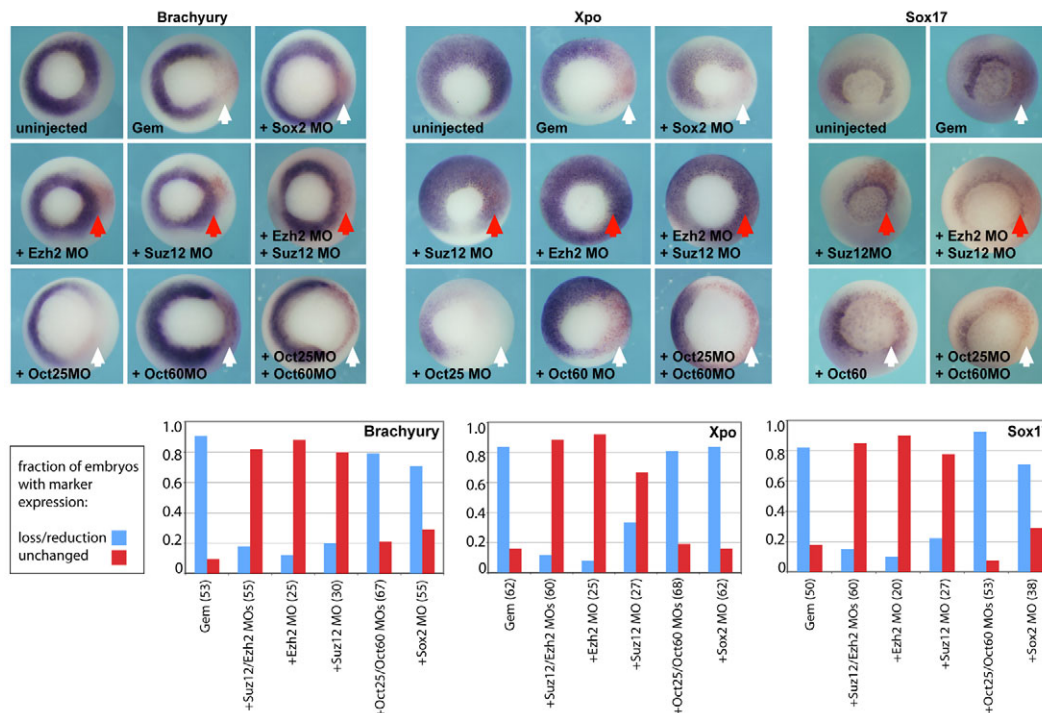 Brachyury
Xpo
Sox17
uninjected
Gem
+ Sox2 MO
uninjected
Gem
+ Sox2 MO
uninjected
Gem
+ Ezh2 MO
+ Suz12 MO
+ Ezh2 MO
+ Suz12 MO
+ Suz12 MO
+ Ezh2 MO
+ Ezh2 MO
+ Suz12 MO
+ Suz12MO
+ Ezh2 MO
+ Suz12 MO
+ Oct25MO
+ Oct60MO
+ Oct25MO
+ Oct60MO
+ Oct25 MO
+ Oct60 MO
+ Oct25MO
+ Oct60MO
+ Oct60
+ Oct25MO
+ Oct60MO
fraction of embryos
with marker
expression:
loss/reduction
unchanged
Brachyury
1.0
0.8
0.6
0.4
0.2
0
Gem (53)
+Suz12/Ezh2 MOs (55)
+Ezh2 MO (25)
+Suz12 MO (30)
+Oct25/Oct60 MOs (67)
+Sox2 MO (55)
Xpo
1.0
0.8
0.6
0.4
0.2
0
Gem (62)
+Suz12/Ezh2 MOs (60)
+Ezh2 MO (25)
+Suz12 MO (27)
+Oct25/Oct60 MOs (68)
+Sox2 MO (62)
Sox1
1.0
0.8
0.6
0.4
0.2
0
Gem (50)
+Suz12/Ezh2 MOs (60)
+Ezh2 MO (20)
+Suz12 MO (27)
+Oct25/Oct60 MOs (53)
+Sox2 MO (38)